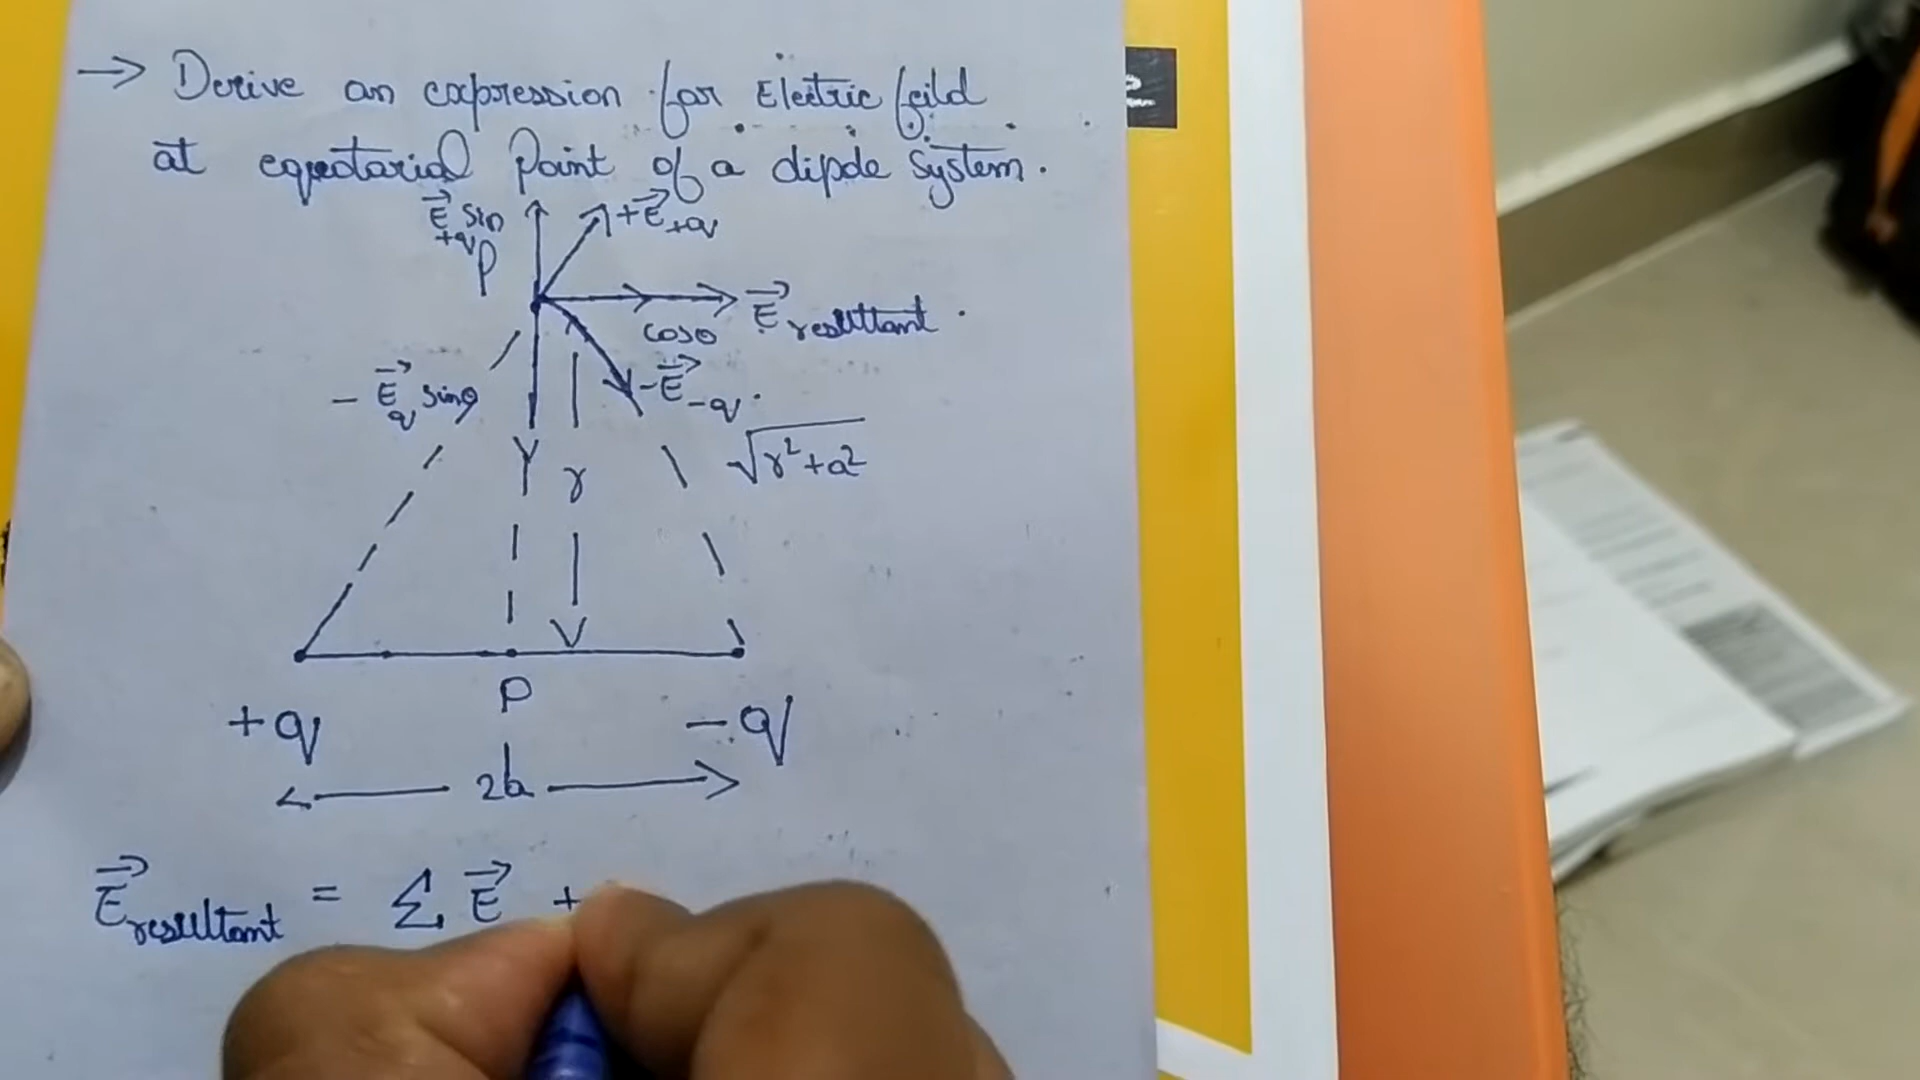 → Derive an expression for Electric feild
at equatorial point of a dipole system.
E⃗+q sin
+E⃗+q
P
E⃗ resultant
cosθ
- E⃗q sinθ
-E⃗-q
√r²+a²
r
P
+q
-q
2a
E⃗resultant = Σ E⃗ +